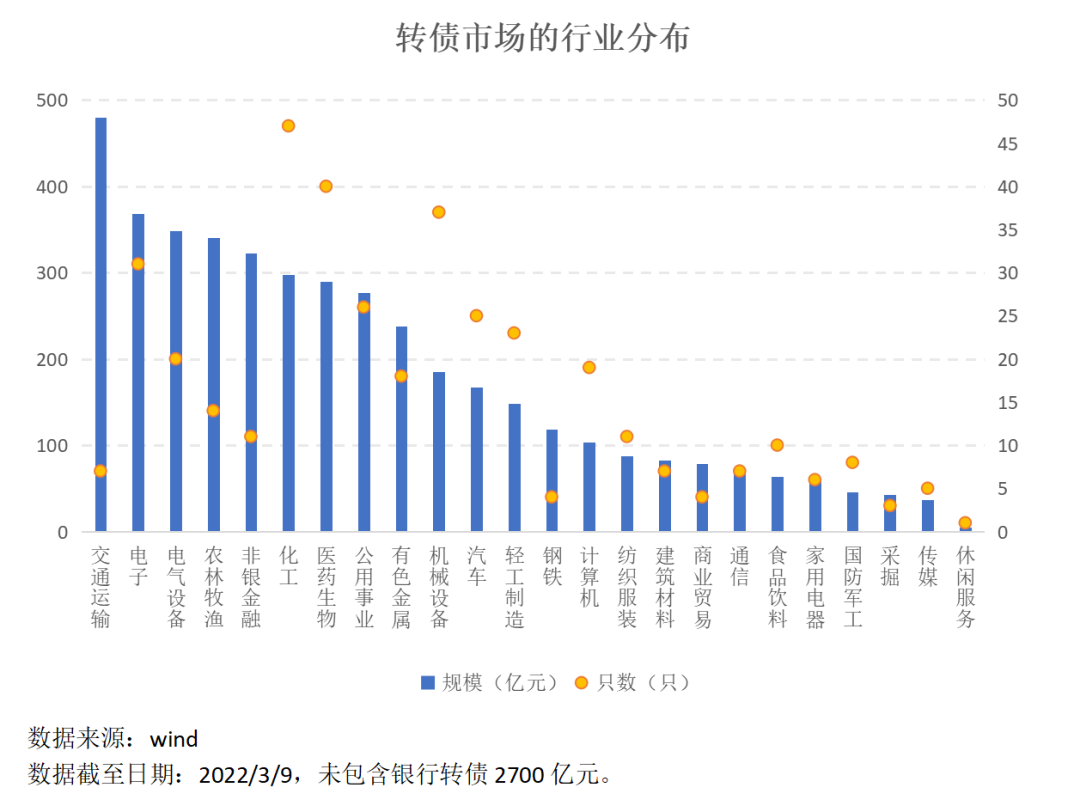 转债市场的行业分布
500
400
300
200
100
0
50
45
40
35
30
25
20
15
10
5
0
交通运输
电子
电气设备
农林牧渔
非银金融
化工
医药生物
公用事业
有色金属
机械设备
汽车
轻工制造
钢铁
计算机
纺织服装
建筑材料
商业贸易
通信
食品饮料
家用电器
国防军工
采掘
传媒
休闲服务
规模（亿元） 只数（只）
数据来源：wind
数据截至日期：2022/3/9，未包含银行转债 2700 亿元。